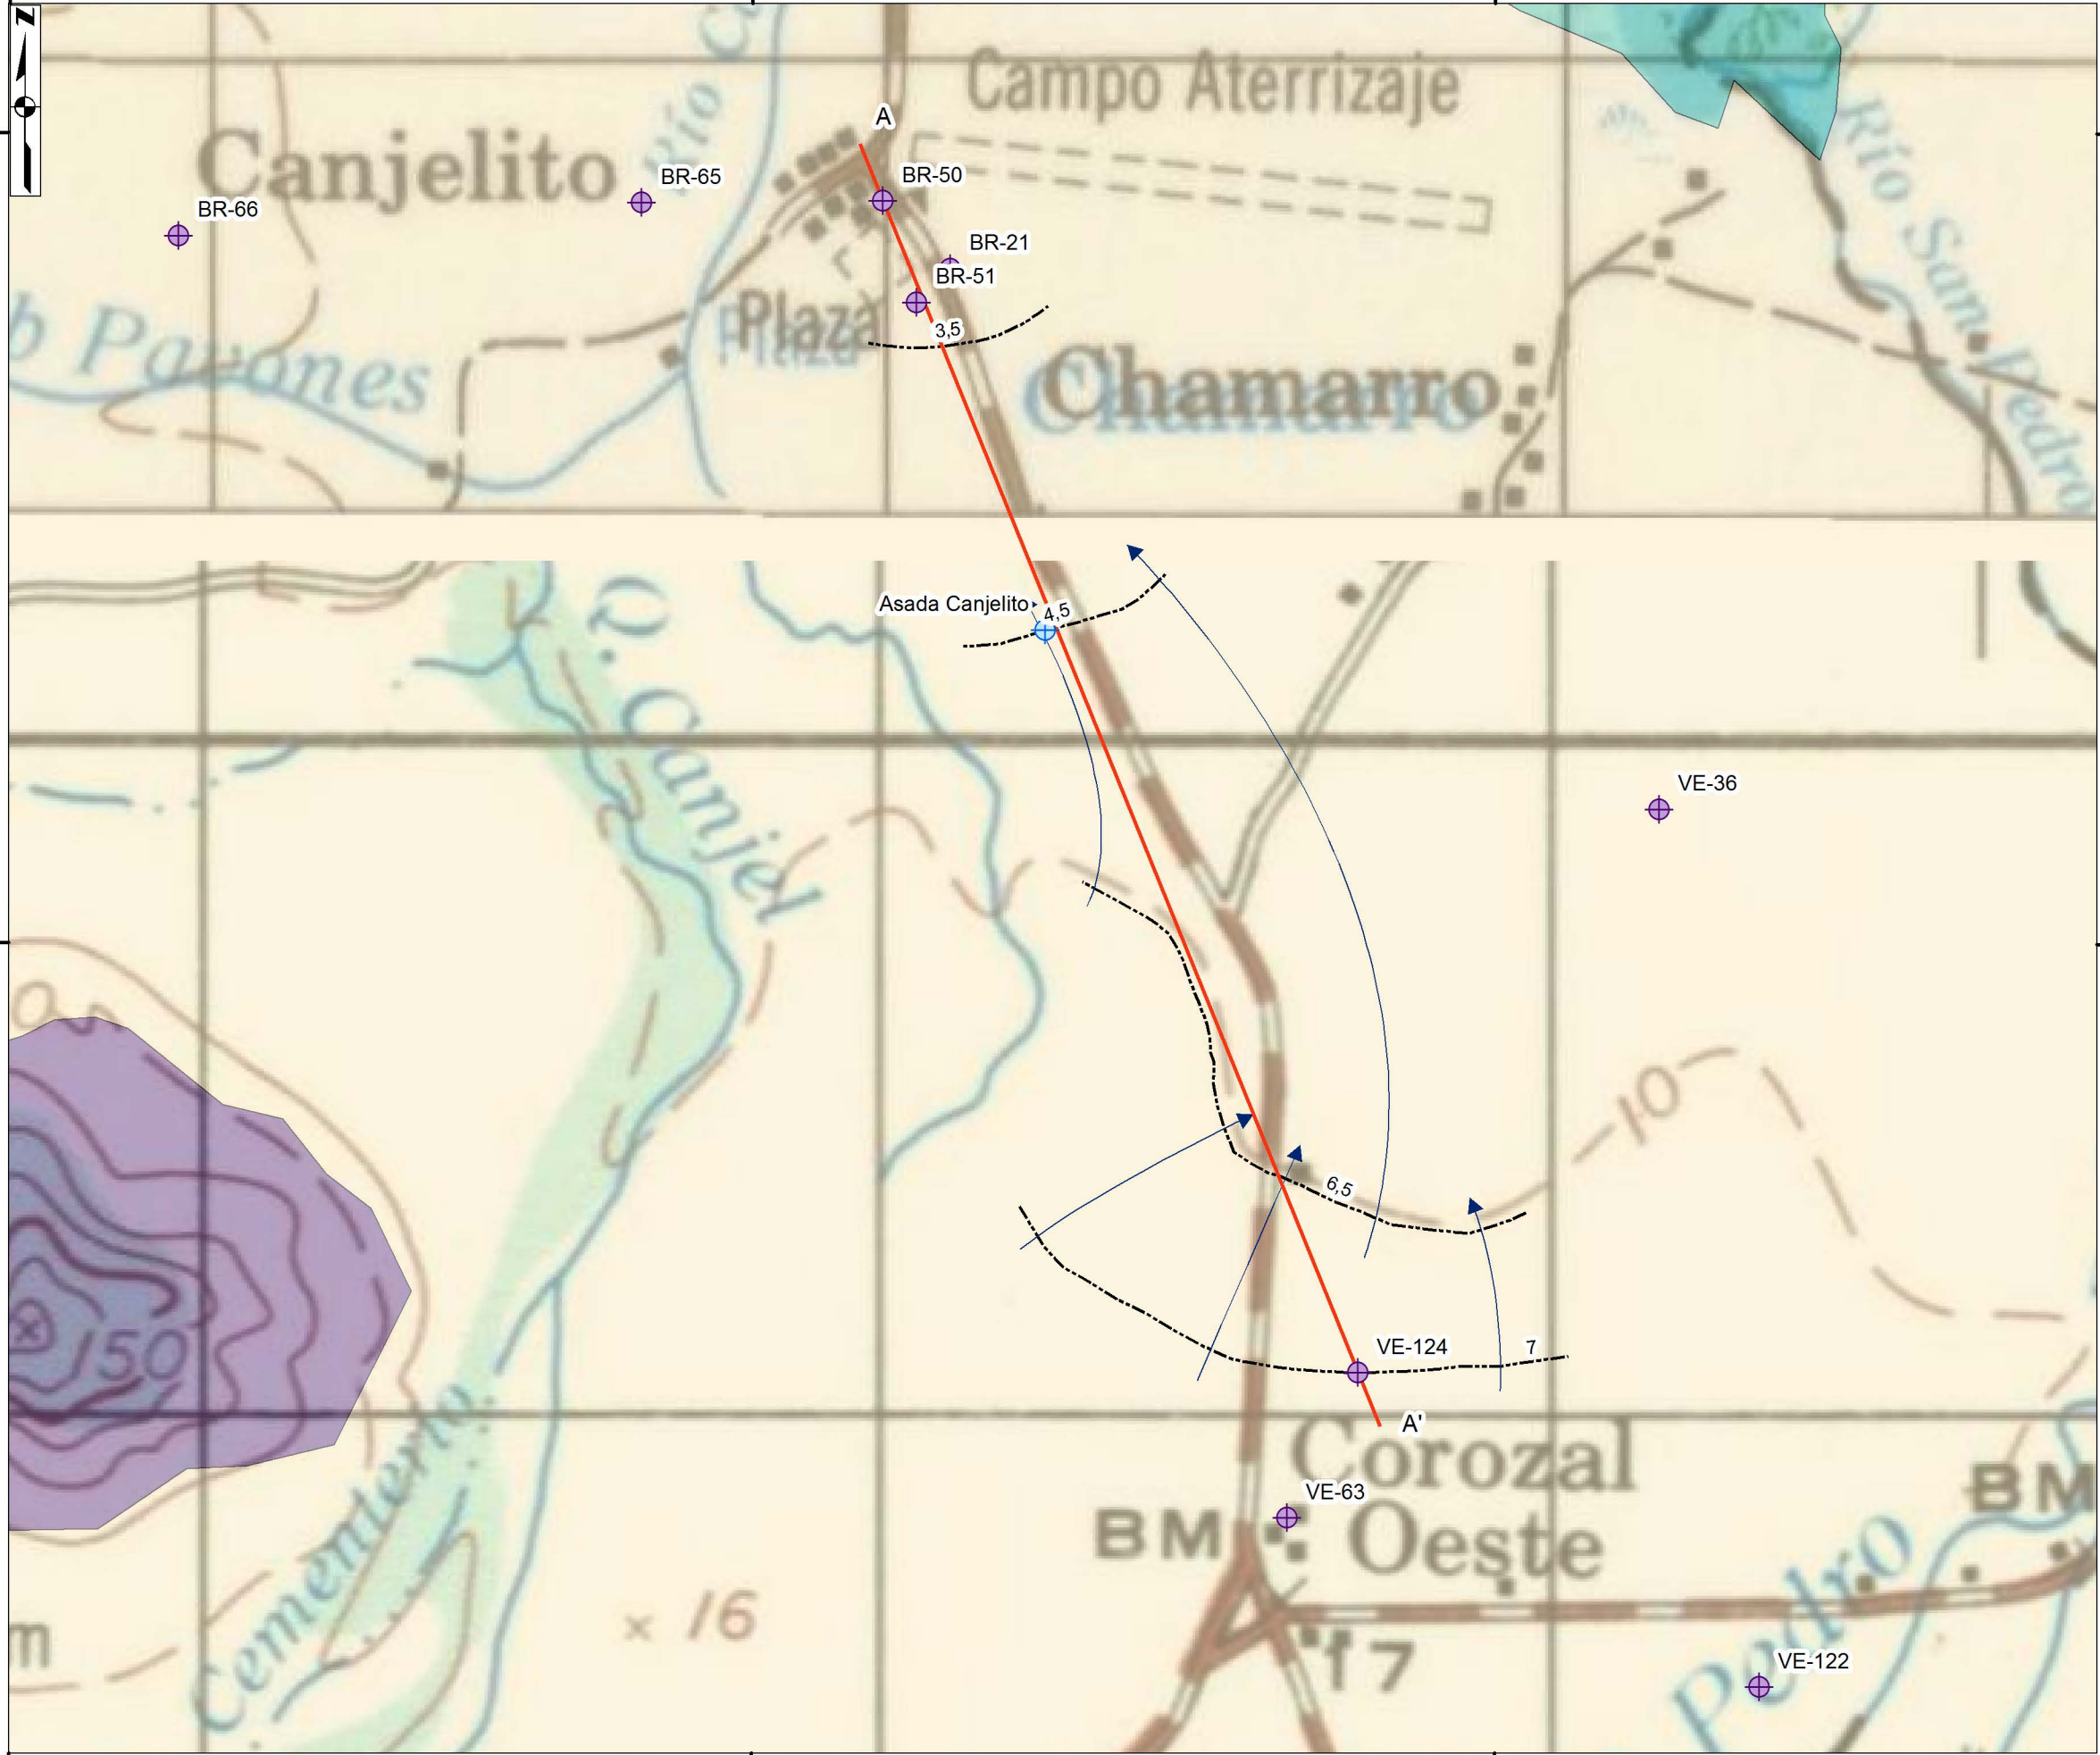 N
Campo Aterrizaje
Río C
A
Canjelito
BR-65
BR-50
BR-66
BR-21
BR-51
Río San Pedro
b Pavones
Plaza
3,5
Chamarro
Asada Canjelito
4,5
Q. Canjel
VE-36
10
6,5
150
VE-124
7
A'
Corozal
Oeste
VE-63
BM
BM
Cementerio
16
m
17
Pedro
VE-122